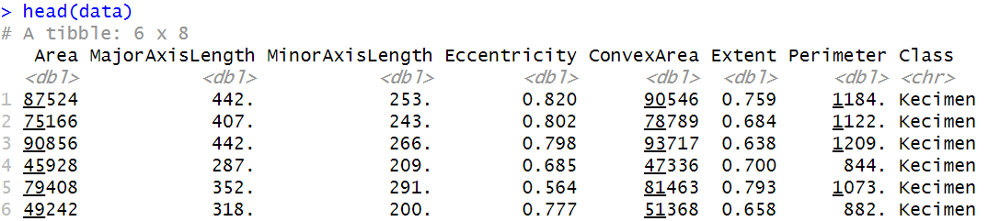 > head(data)
# A tibble: 6 x 8
Area MajorAxisLength MinorAxisLength Eccentricity ConvexArea Extent Perimeter Class
<dbl> <dbl> <dbl> <dbl> <dbl> <dbl> <dbl> <chr>
1 87524 442. 253. 0.820 90546 0.759 1184. Kecimen
2 75166 407. 243. 0.802 78789 0.684 1122. Kecimen
3 90856 442. 266. 0.798 93717 0.638 1209. Kecimen
4 45928 287. 209. 0.685 47336 0.700 844. Kecimen
5 79408 352. 291. 0.564 81463 0.793 1073. Kecimen
6 49242 318. 200. 0.777 51368 0.658 882. Kecimen